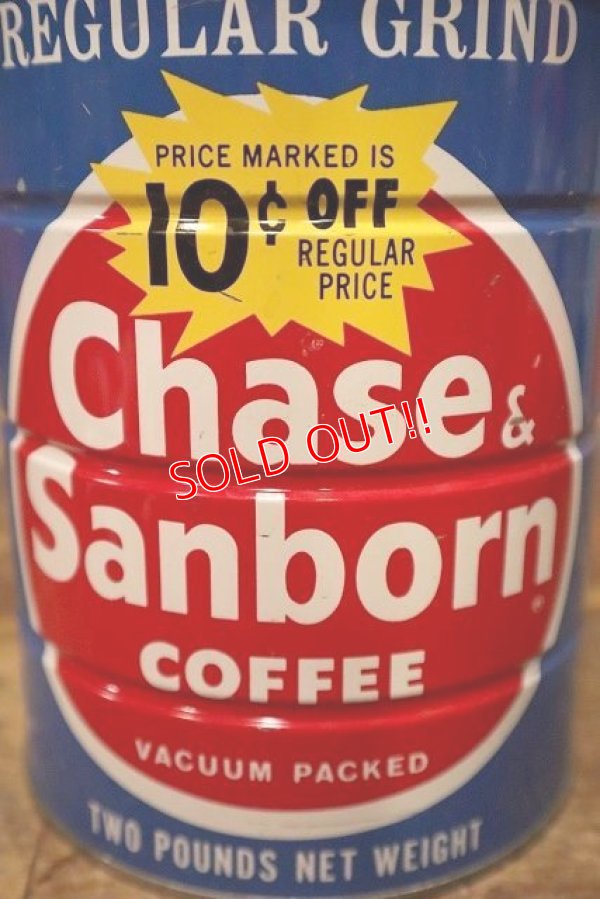 REGULAR GRIND
PRICE MARKED IS
10¢ OFF
REGULAR
PRICE
Chase &
SOLD OUT!!
Sanborn
COFFEE
VACUUM PACKED
TWO POUNDS NET WEIGHT